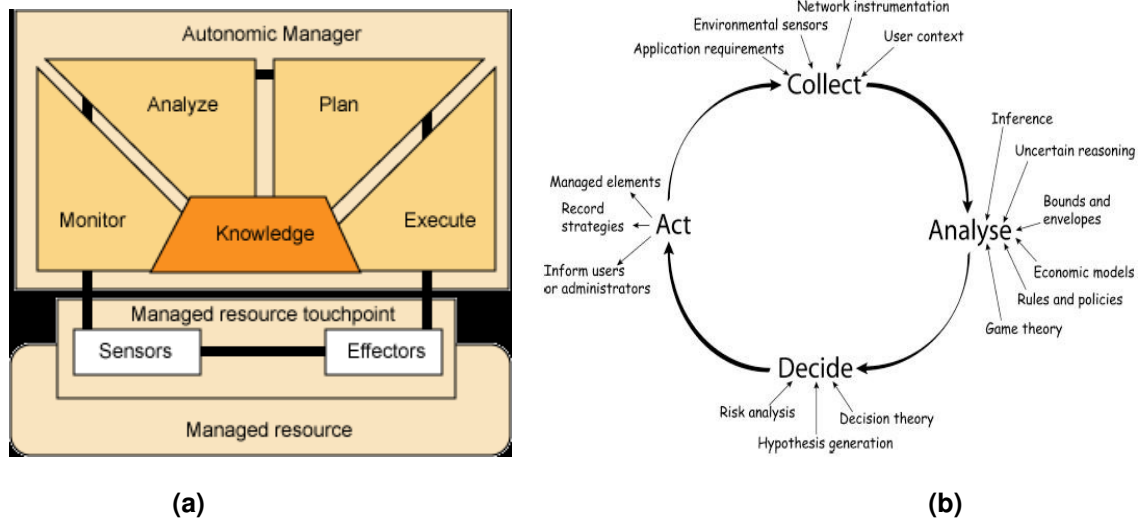 Autonomic Manager
Analyze
Plan
Monitor
Execute
Knowledge
Managed resource touchpoint
Sensors
Effectors
Managed resource
(a)
Network instrumentation
Environmental sensors
User context
Application requirements
Collect
Inference
Uncertain reasoning
Bounds and
envelopes
Analyse
Economic models
Rules and policies
Game theory
Managed elements
Record
strategies
Act
Inform users
or administrators
Decide
Risk analysis
Decision theory
Hypothesis generation
(b)